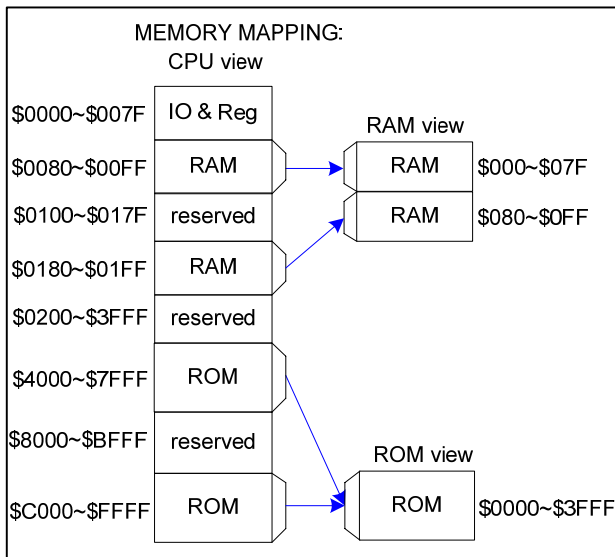 MEMORY MAPPING:
CPU view
$0000~$007F IO & Reg
RAM view
$0080~$00FF RAM RAM $000~$07F
$0100~$017F reserved RAM $080~$0FF
$0180~$01FF RAM
$0200~$3FFF reserved
$4000~$7FFF ROM
$8000~$BFFF reserved
ROM view
$C000~$FFFF ROM ROM $0000~$3FFF